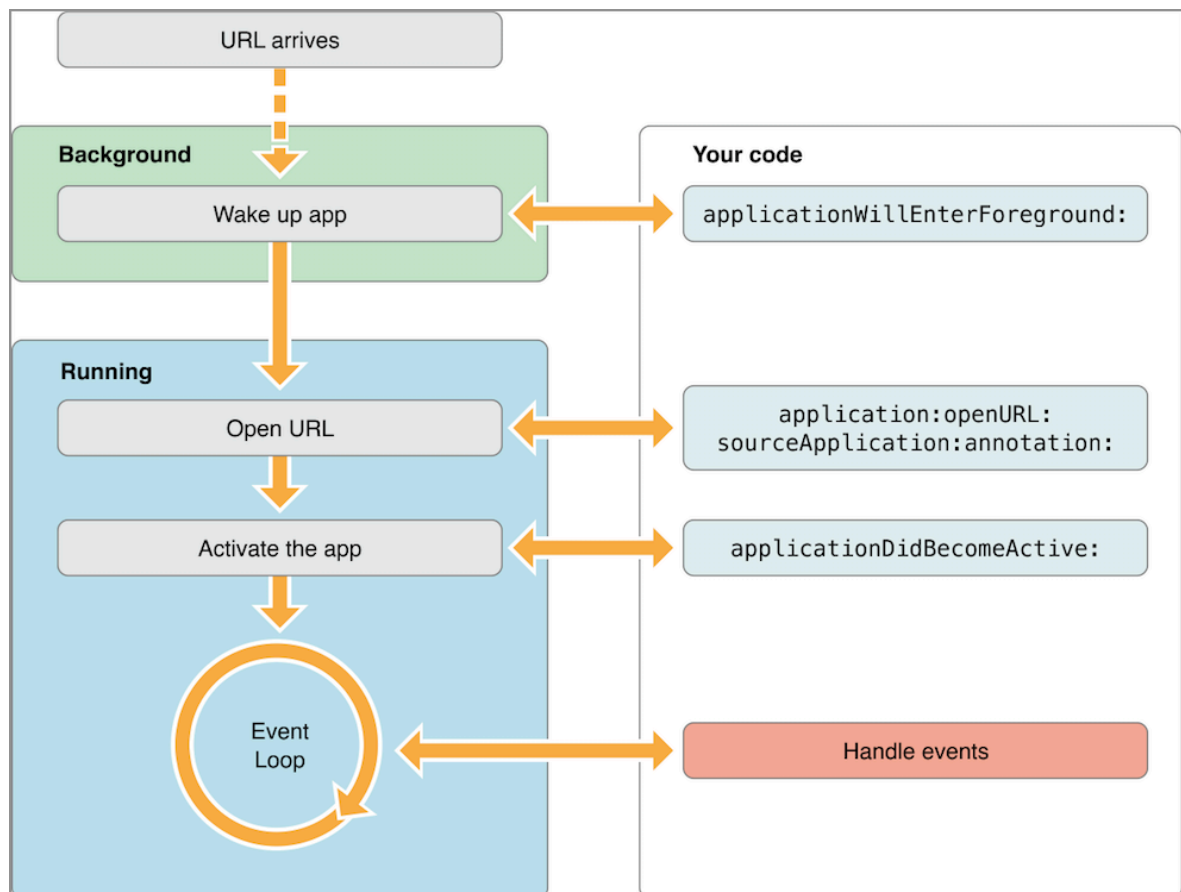 URL arrives
Background
Your code
Wake up app
applicationWillEnterForeground:
Running
Open URL
application:openURL:
sourceApplication:annotation:
Activate the app
applicationDidBecomeActive:
Event
Loop
Handle events